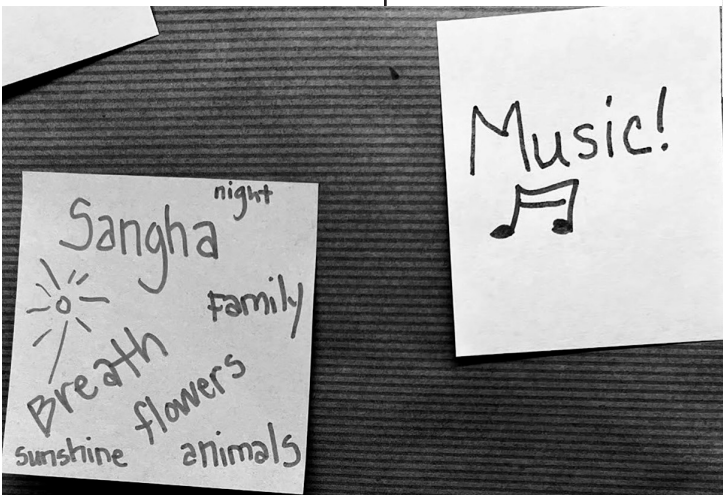 night
Sangha
Family
Breath
flowers
sunshine
animals
Music!